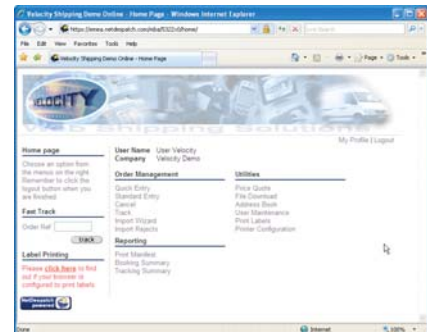 Velocity Shipping Demo Online - Home Page - Windows Internet Explorer
File Edit View Favorites Tools Help
Velocity Shipping Demo Online - Home Page
Page Tools
VELOCITY
Web Shipping Solutions
My Profile | Logout
Home page
Choose an option from
the menus on the right.
Remember to click the
logout button when you
are finished.
Fast Track
Order Ref
track
Label Printing
Please click here to find
out if your browser is
configured to print labels.
NetDespatch
powered
User Name User Velocity
Company Velocity Demo
Order Management
Quick Entry
Standard Entry
Cancel
Track
Import Wizard
Import Rejects
Reporting
Print Manifest
Booking Summary
Tracking Summary
Utilities
Price Quote
File Download
Address Book
User Maintenance
Print Labels
Printer Configuration
Done
Internet
100%